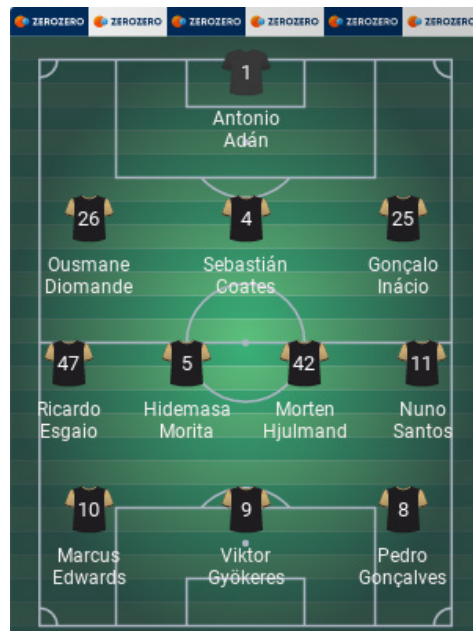 ZEROZERO ZEROZERO ZEROZERO ZEROZERO ZEROZERO ZEROZERO
1
Antonio
Adán
26 4 25
Ousmane Sebastián Gonçalo
Diomande Coates Inácio
47 5 42 11
Ricardo Hidemasa Morten Nuno
Esgaio Morita Hjulmand Santos
10 9 8
Marcus Viktor Pedro
Edwards Gyökeres Gonçalves